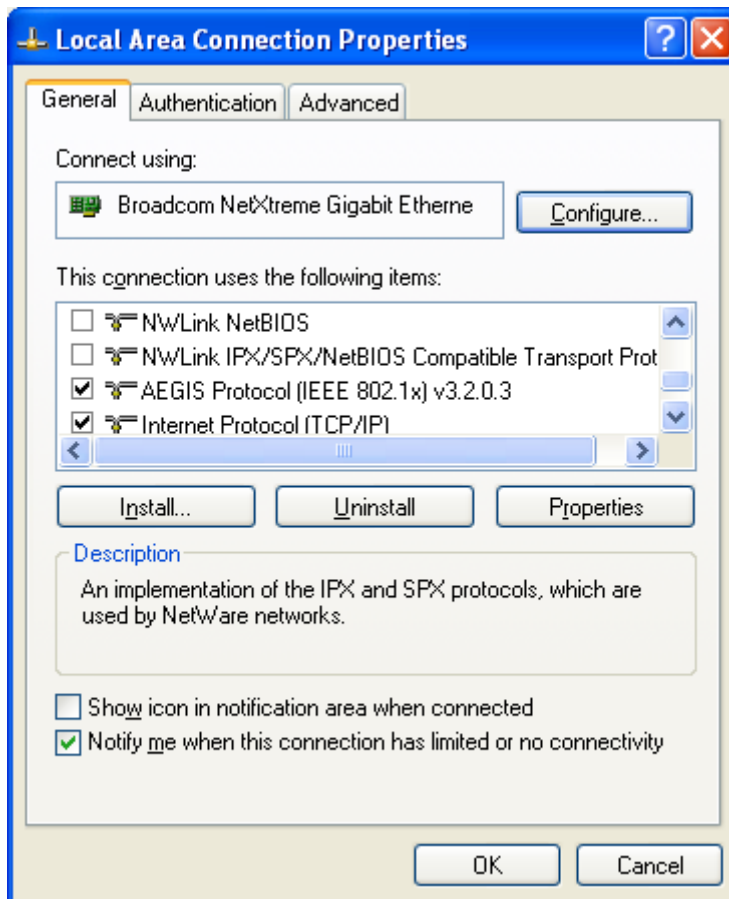 Local Area Connection Properties
General
Authentication
Advanced
Connect using:
Broadcom NetXtreme Gigabit Etherne
Configure...
This connection uses the following items:
NWLink NetBIOS
NWLink IPX/SPX/NetBIOS Compatible Transport Prot
AEGIS Protocol (IEEE 802.1x) v3.2.0.3
Internet Protocol (TCP/IP)
Install...
Uninstall
Properties
Description
An implementation of the IPX and SPX protocols, which are
used by NetWare networks.
Show icon in notification area when connected
Notify me when this connection has limited or no connectivity
OK
Cancel